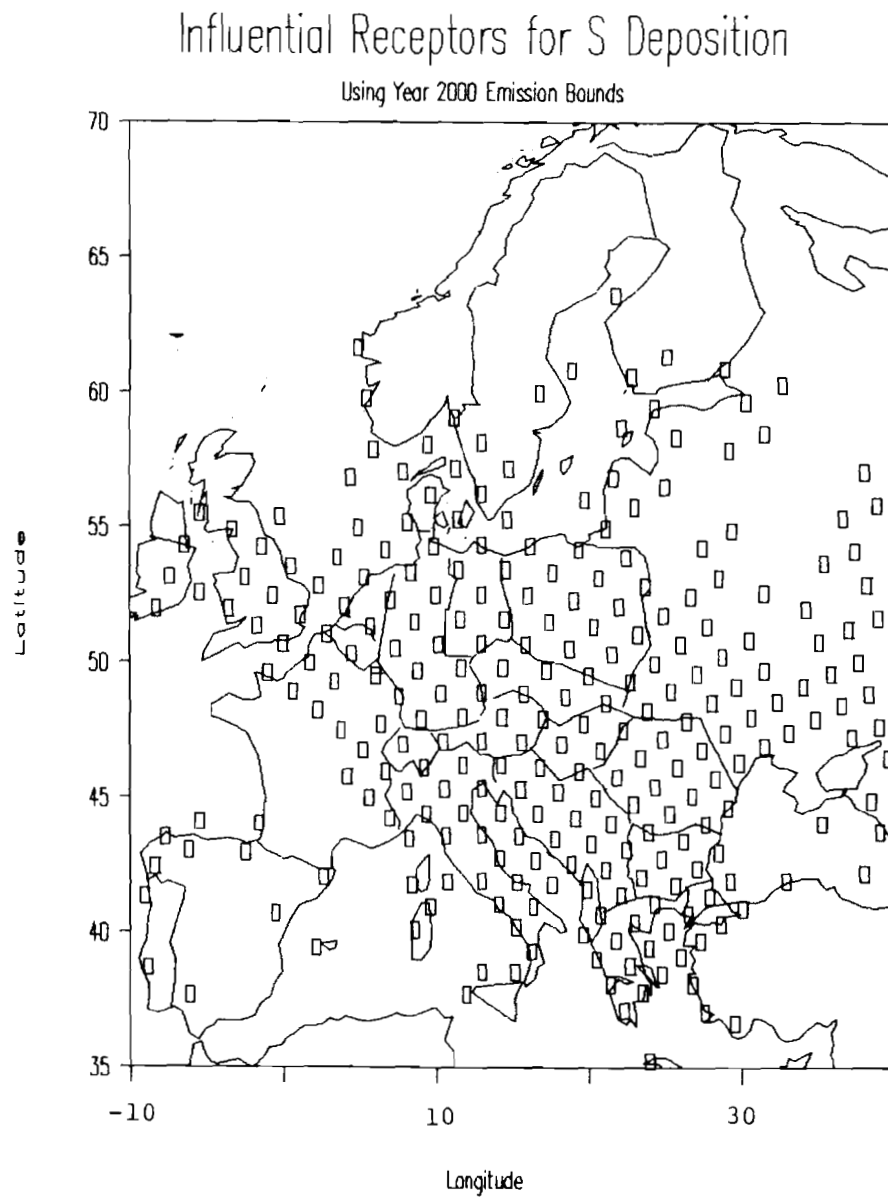 Influential Receptors for S Deposition
Using Year 2000 Emission Bounds
70
65
60
55
50
45
40
35
Latitude
-10 10 30
Longitude